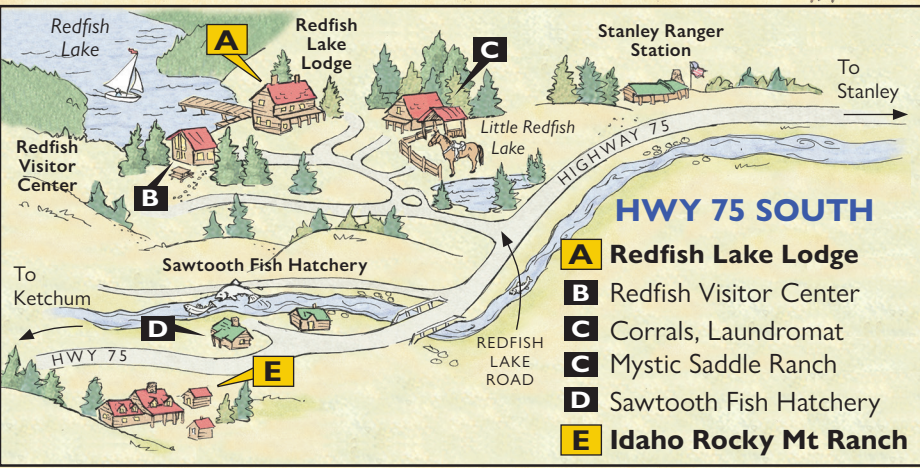 Redfish
Lake
A
Redfish
Lake
Lodge
C
Stanley Ranger
Station
To
Stanley
Little Redfish
Lake
HIGHWAY 75
Redfish
Visitor
Center
B
Sawtooth Fish Hatchery
To
Ketchum
D
HWY 75
E
REDFISH
LAKE
ROAD
HWY 75 SOUTH
A Redfish Lake Lodge
B Redfish Visitor Center
C Corrals, Laundromat
C Mystic Saddle Ranch
D Sawtooth Fish Hatchery
E Idaho Rocky Mt Ranch